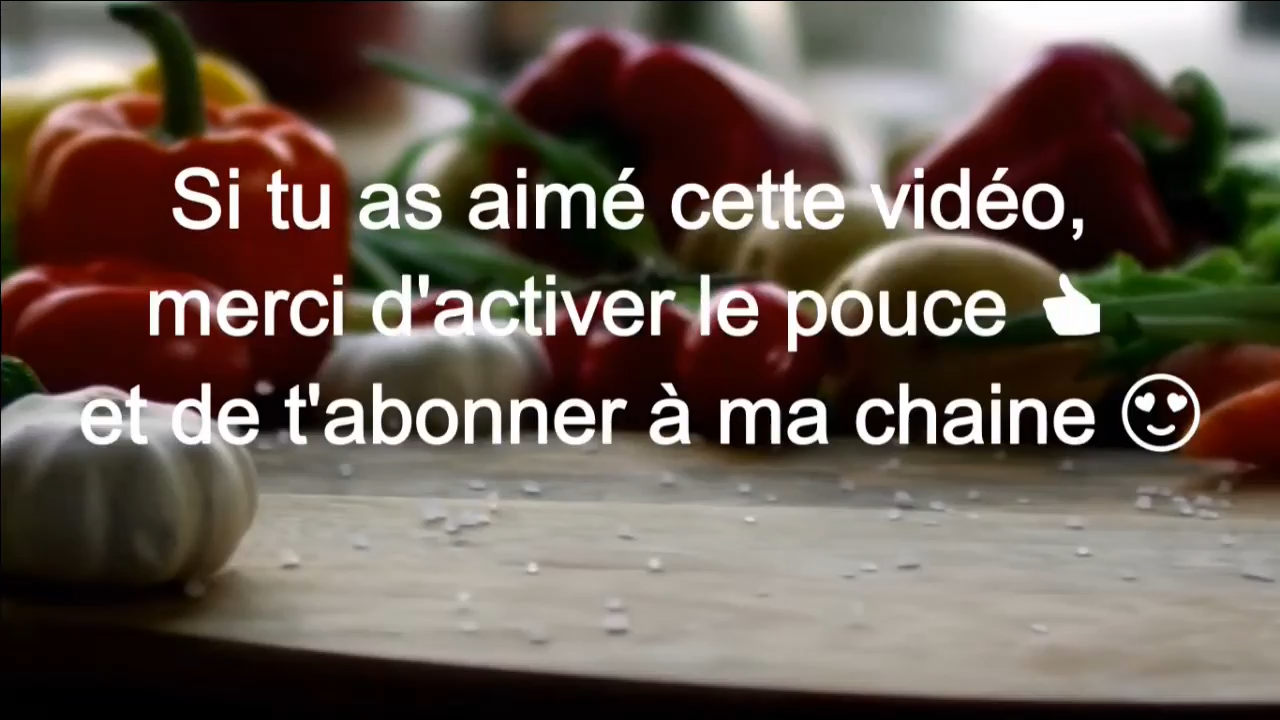 Si tu as aimé cette vidéo,
merci d'activer le pouce 👍
et de t'abonner à ma chaine 😍